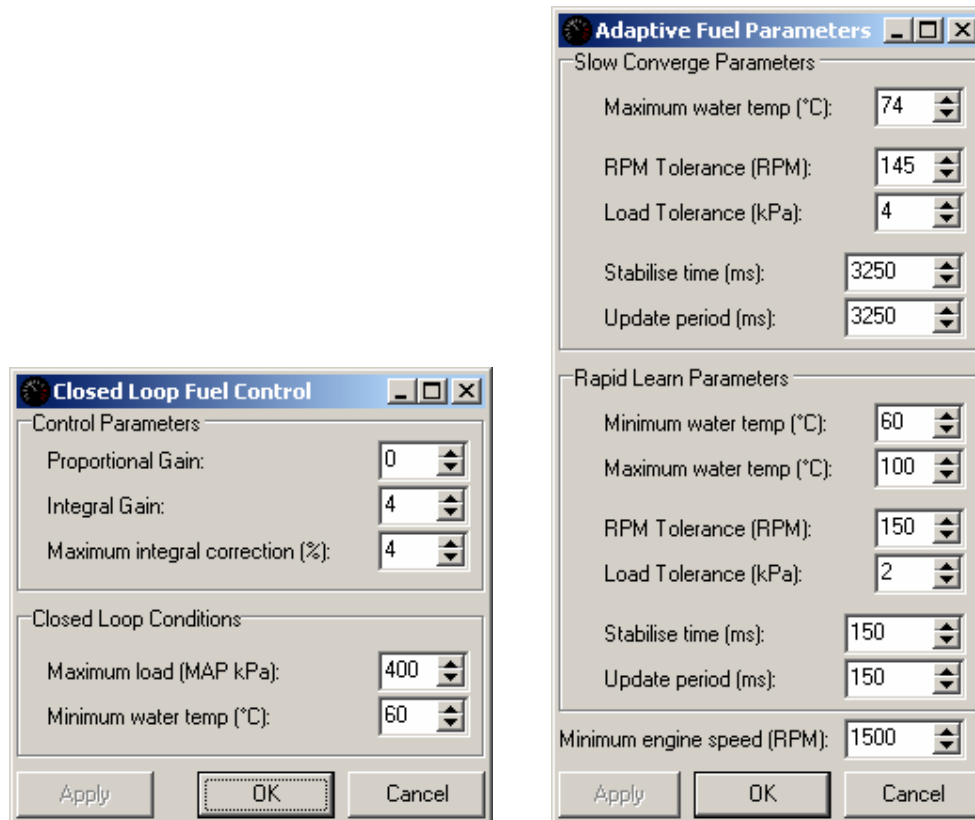 Closed Loop Fuel Control
Control Parameters
Proportional Gain: 0
Integral Gain: 4
Maximum integral correction (%): 4
Closed Loop Conditions
Maximum load (MAP kPa): 400
Minimum water temp (°C): 60
Apply OK Cancel
Adaptive Fuel Parameters
Slow Converge Parameters
Maximum water temp (°C): 74
RPM Tolerance (RPM): 145
Load Tolerance (kPa): 4
Stabilise time (ms): 3250
Update period (ms): 3250
Rapid Learn Parameters
Minimum water temp (°C): 60
Maximum water temp (°C): 100
RPM Tolerance (RPM): 150
Load Tolerance (kPa): 2
Stabilise time (ms): 150
Update period (ms): 150
Minimum engine speed (RPM): 1500
Apply OK Cancel